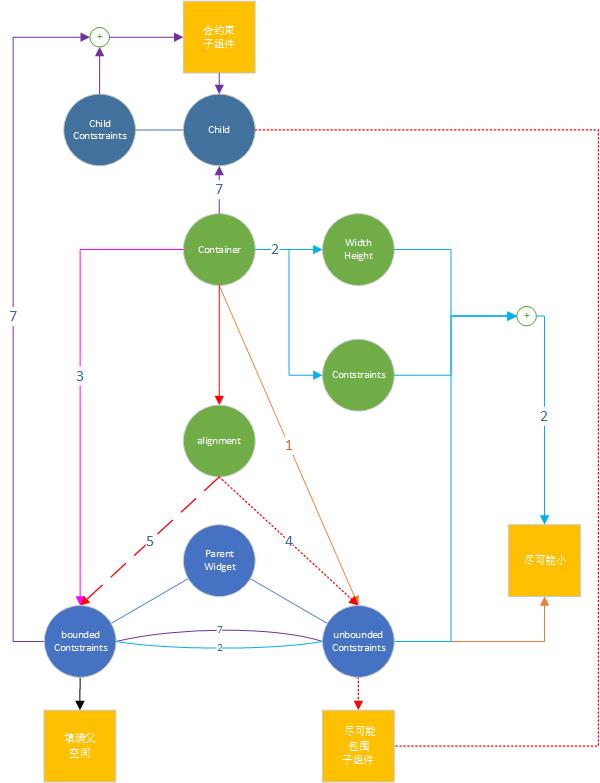 会约束
子组件
+
Child
Contstraints
Child
7
Container
2
Width
Height
7
+
3
Contstraints
2
1
alignment
5
4
Parent
Widget
尽可能小
7
bounded
Contstraints
unbounded
Contstraints
2
填满父
空间
尽可能
包围
子组件